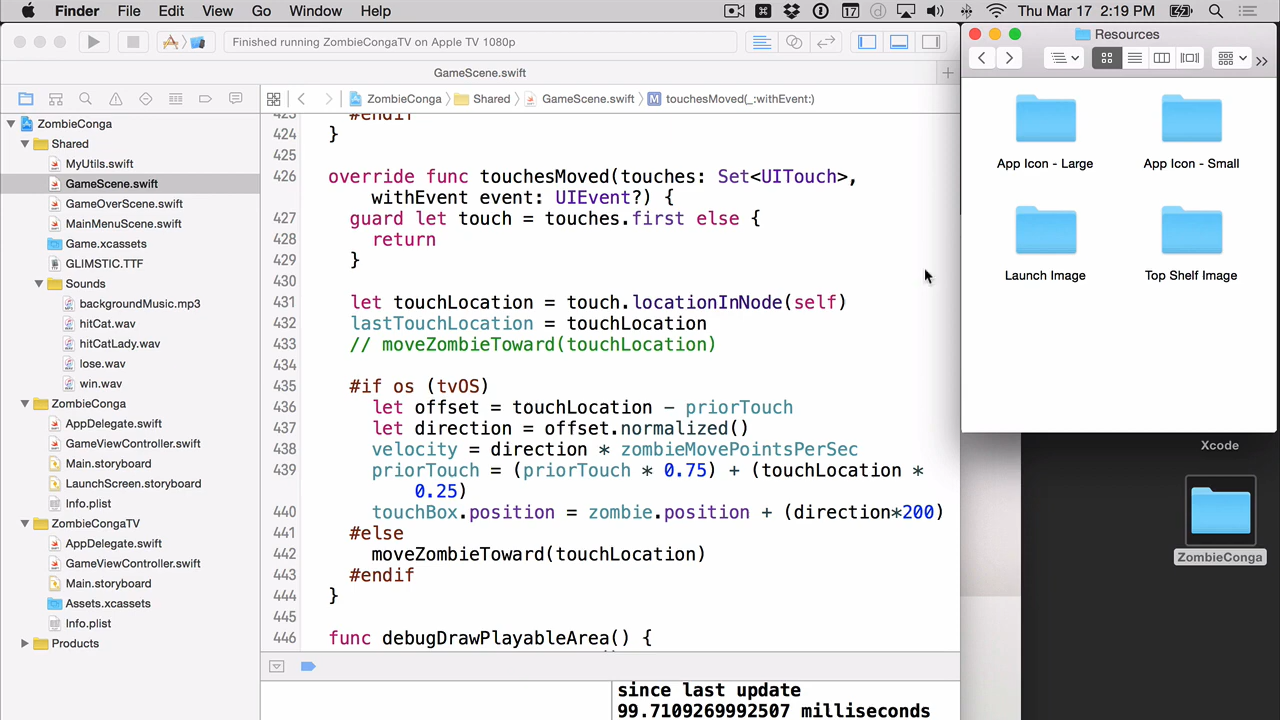 Finder File Edit View Go Window Help
17 Thu Mar 17 2:19 PM
Finished running ZombieCongaTV on Apple TV 1080p
Resources
GameScene.swift
ZombieConga Shared GameScene.swift M touchesMoved(_:withEvent:)
ZombieConga
Shared
MyUtils.swift
GameScene.swift
GameOverScene.swift
MainMenuScene.swift
Game.xcassets
GLIMSTIC.TTF
Sounds
backgroundMusic.mp3
hitCat.wav
hitCatLady.wav
lose.wav
win.wav
ZombieConga
AppDelegate.swift
GameViewController.swift
Main.storyboard
LaunchScreen.storyboard
Info.plist
ZombieCongaTV
AppDelegate.swift
GameViewController.swift
Main.storyboard
Assets.xcassets
Info.plist
Products
423 #endif
424 }
425
426 override func touchesMoved(touches: Set<UITouch>,
withEvent event: UIEvent?) {
427 guard let touch = touches.first else {
428 return
429 }
430
431 let touchLocation = touch.locationInNode(self)
432 lastTouchLocation = touchLocation
433 // moveZombieToward(touchLocation)
434
435 #if os (tvOS)
436 let offset = touchLocation - priorTouch
437 let direction = offset.normalized()
438 velocity = direction * zombieMovePointsPerSec
439 priorTouch = (priorTouch * 0.75) + (touchLocation *
0.25)
440 touchBox.position = zombie.position + (direction*200)
441 #else
442 moveZombieToward(touchLocation)
443 #endif
444 }
445
446 func debugDrawPlayableArea() {
since last update
99.7109269992507 milliseconds
App Icon - Large
App Icon - Small
Launch Image
Top Shelf Image
Xcode
ZombieConga